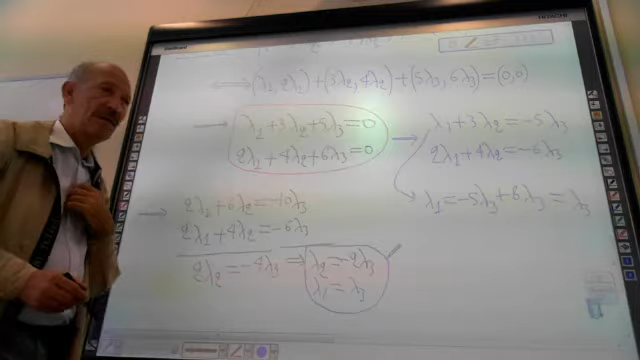 ⟺ (λ₁, 2λ₁) + (3λ₂, 4λ₂) + (5λ₃, 6λ₃) = (0,0)
→ λ₁ + 3λ₂ + 5λ₃ = 0 → λ₁ + 3λ₂ = -5λ₃
2λ₁ + 4λ₂ + 6λ₃ = 0 2λ₁ + 4λ₂ = -6λ₃
λ₁ = -5λ₃ + 6λ₃ = λ₃
→ 2λ₁ + 6λ₂ = -10λ₃
2λ₁ + 4λ₂ = -6λ₃
2λ₂ = -4λ₃ ⟹ λ₂ = -2λ₃
λ₁ = λ₃